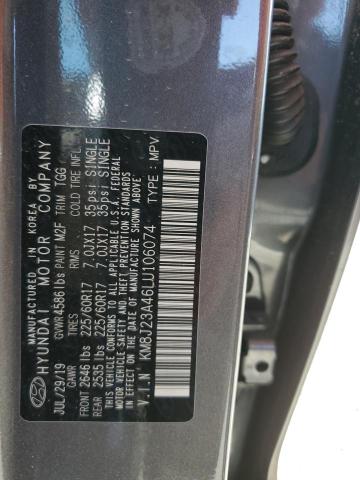 MANUFACTURED IN KOREA BY
HYUNDAI MOTOR COMPANY
JUL/29/19 GVWR 4586 lbs PAINT M2F TRIM TGG
GAWR TIRES RIMS COLD TIRE INFL.
FRONT 2646 lbs 225/60R17 7.0JX17 35psi SINGLE
REAR 2535 lbs 225/60R17 7.0JX17 35psi SINGLE
THIS VEHICLE CONFORMS TO ALL APPLICABLE U.S.A. FEDERAL
MOTOR VEHICLE-SAFETY AND THEFT PREVENTION STANDARDS
IN EFFECT ON THE DATE OF MANUFACTURE SHOWN ABOVE.
V.I.N: KM8J23A46LU106074 TYPE: MPV